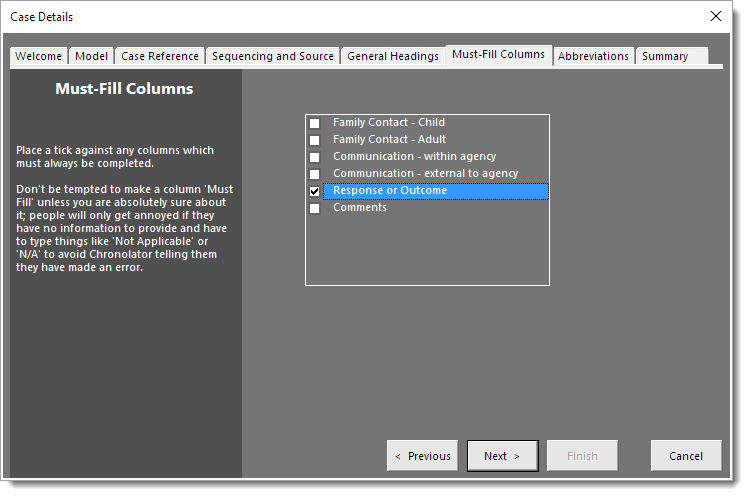 Case Details
Welcome
Model
Case Reference
Sequencing and Source
General Headings
Must-Fill Columns
Abbreviations
Summary
Must-Fill Columns
Place a tick against any columns which
must always be completed.
Don't be tempted to make a column 'Must
Fill' unless you are absolutely sure about
it; people will only get annoyed if they
have no information to provide and have
to type things like 'Not Applicable' or
'N/A' to avoid Chronolator telling them
they have made an error.
Family Contact - Child
Family Contact - Adult
Communication - within agency
Communication - external to agency
Response or Outcome
Comments
< Previous
Next >
Finish
Cancel